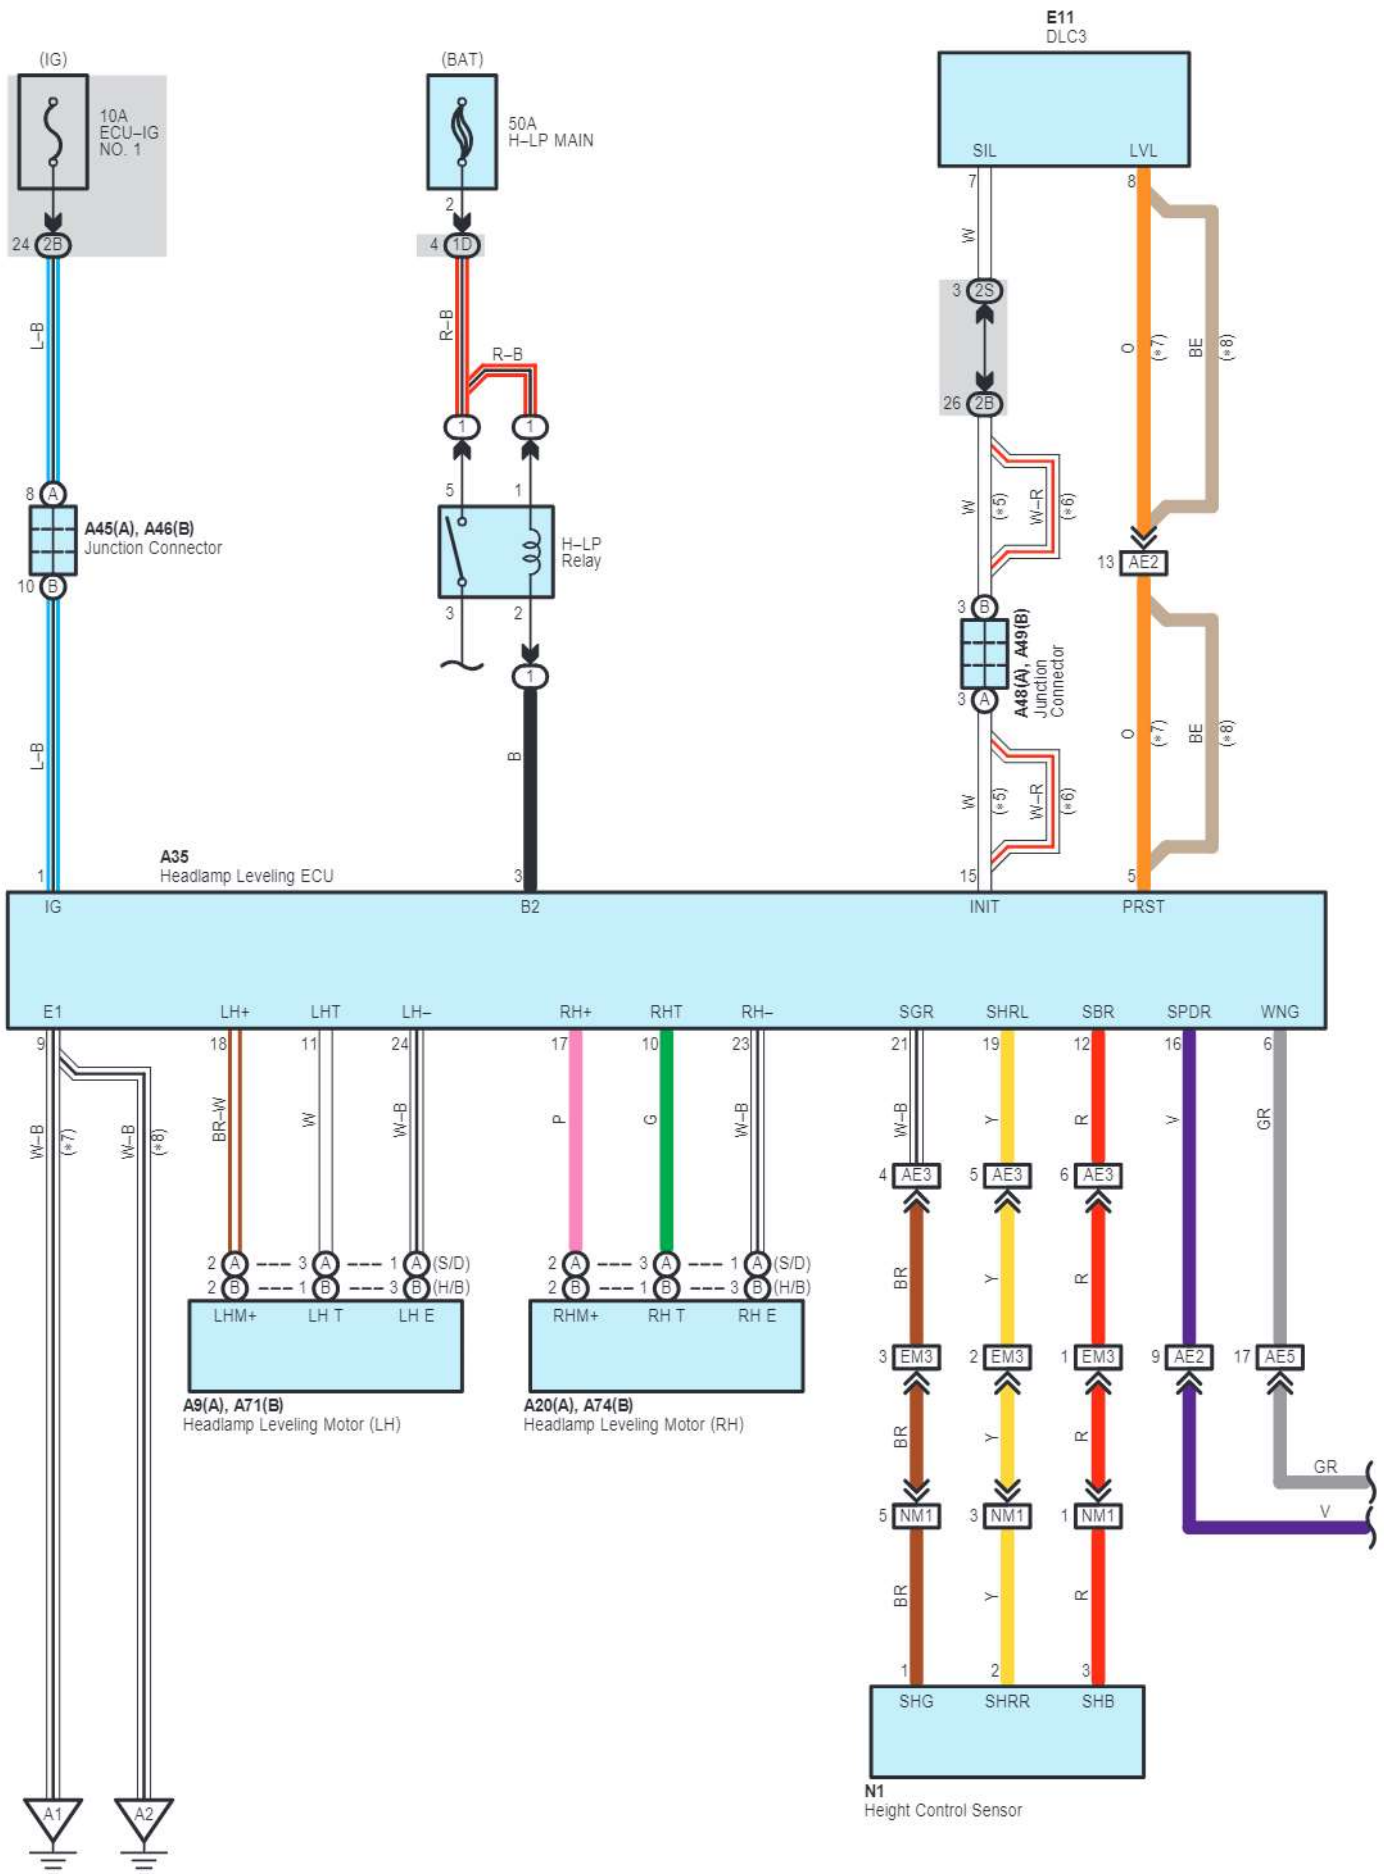 E11
DLC3
(IG)
(BAT)
10A
ECU–IG
NO. 1
50A
H–LP MAIN
SIL
LVL
7
8
2
24
2B
4
1D
W
3
2S
L–B
R–B
R–B
O
(*7)
BE
(*8)
26
2B
1
1
8
A
5
1
W
(*5)
W–R
(*6)
A45(A), A46(B)
Junction Connector
H–LP
Relay
13
AE2
10
B
3
2
3
B
A48(A), A49(B)
Junction
Connector
1
3
A
L–B
B
O
(*7)
BE
(*8)
W
(*5)
W–R
(*6)
A35
Headlamp Leveling ECU
1
3
15
5
IG
B2
INIT
PRST
E1
LH+
LHT
LH–
RH+
RHT
RH–
SGR
SHRL
SBR
SPDR
WNG
9
18
11
24
17
10
23
21
19
12
16
6
W–B
(*7)
W–B
(*8)
BR–W
W
W–B
P
G
W–B
W–B
Y
R
V
GR
4
AE3
5
AE3
6
AE3
2
A
3
A
1
A
(S/D)
2
A
3
A
1
A
(S/D)
2
B
1
B
3
B
(H/B)
2
B
1
B
3
B
(H/B)
BR
Y
R
LHM+
LH T
LH E
RHM+
RH T
RH E
3
EM3
2
EM3
1
EM3
9
AE2
17
AE5
A9(A), A71(B)
Headlamp Leveling Motor (LH)
A20(A), A74(B)
Headlamp Leveling Motor (RH)
BR
Y
R
GR
V
5
NM1
3
NM1
1
NM1
BR
Y
R
1
2
3
SHG
SHRR
SHB
N1
Height Control Sensor
A1
A2